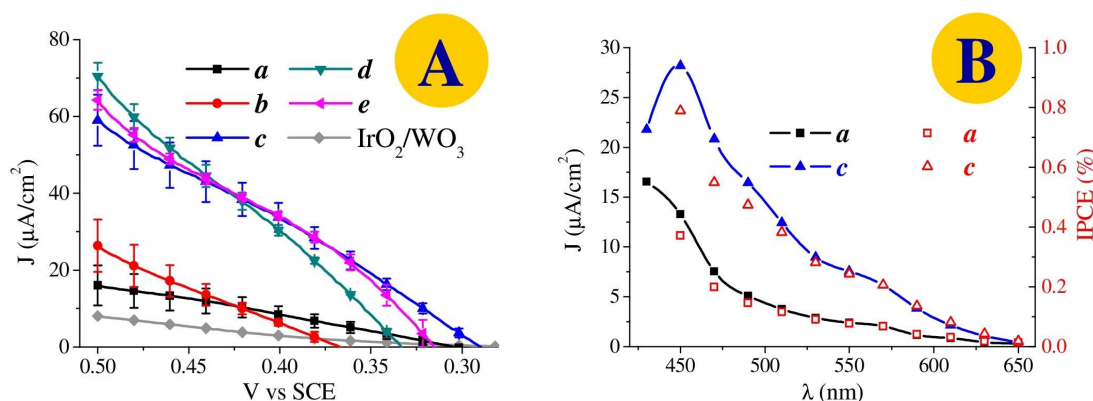 A
80
60
40
20
0
J (μA/cm²)
a
b
c
d
e
IrO₂/WO₃
0.50
0.45
0.40
0.35
0.30
V vs SCE
B
30
25
20
15
10
5
0
J (μA/cm²)
a
c
a
c
1.0
0.8
0.6
0.4
0.2
0.0
IPCE (%)
450
500
550
600
650
λ (nm)